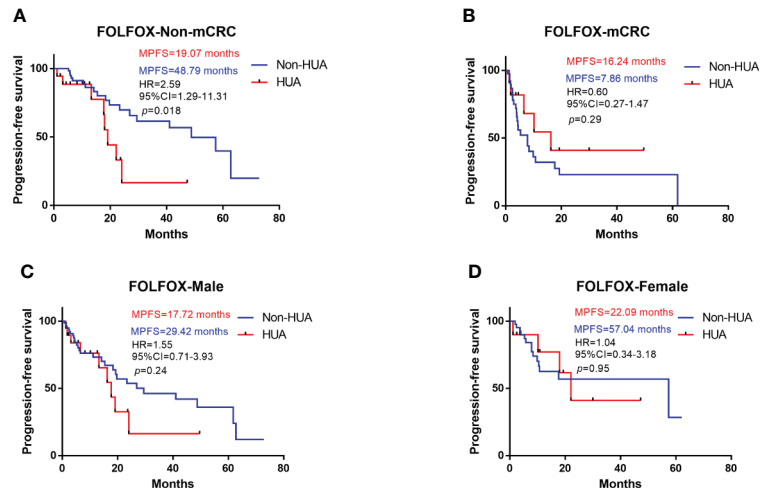 A
FOLFOX-Non-mCRC
MPFS=19.07 months
MPFS=48.79 months
HR=2.59
95%CI=1.29-11.31
p=0.018
Non-HUA
HUA
Progression-free survival
100
50
0
0 20 40 60 80
Months
B
FOLFOX-mCRC
MPFS=16.24 months
MPFS=7.86 months
HR=0.60
95%CI=0.27-1.47
p=0.29
Non-HUA
HUA
Progression-free survival
100
50
0
0 20 40 60 80
Months
C
FOLFOX-Male
MPFS=17.72 months
MPFS=29.42 months
HR=1.55
95%CI=0.71-3.93
p=0.24
Non-HUA
HUA
Progression-free survival
100
50
0
0 20 40 60 80
Months
D
FOLFOX-Female
MPFS=22.09 months
MPFS=57.04 months
HR=1.04
95%CI=0.34-3.18
p=0.95
Non-HUA
HUA
Progression-free survival
100
50
0
0 20 40 60 80
Months